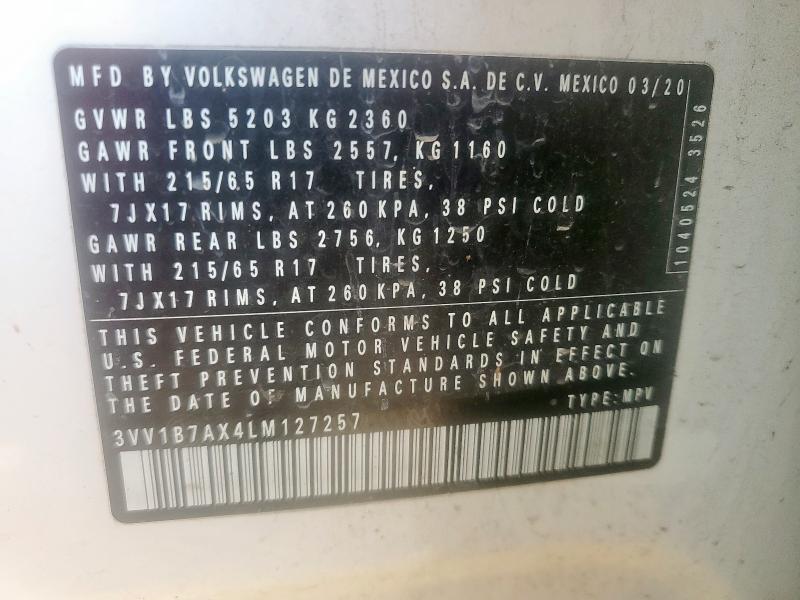 MFD BY VOLKSWAGEN DE MEXICO S.A. DE C.V. MEXICO 03/20
GVWR LBS 5203 KG 2360
GAWR FRONT LBS 2557, KG 1160
WITH 215/65 R17 TIRES,
7JX17 RIMS, AT 260 KPA, 38 PSI COLD
GAWR REAR LBS 2756, KG 1250
WITH 215/65 R17 TIRES,
7JX17 RIMS, AT 260 KPA, 38 PSI COLD
1040524 3526
THIS VEHICLE CONFORMS TO ALL APPLICABLE
U.S. FEDERAL MOTOR VEHICLE SAFETY AND
THEFT PREVENTION STANDARDS IN EFFECT ON
THE DATE OF MANUFACTURE SHOWN ABOVE.
TYPE: MPV
3VV1B7AX4LM127257